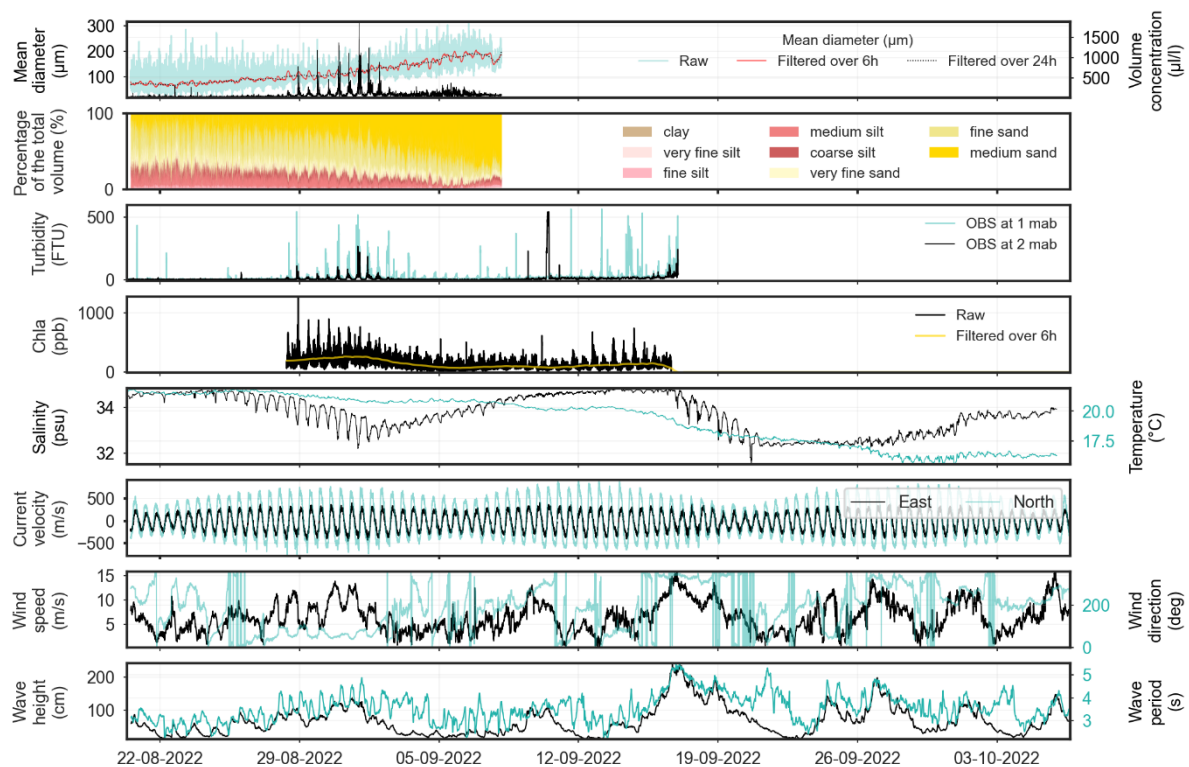 Mean
diameter
(μm)
300
200
100
Mean diameter (μm)
Raw
Filtered over 6h
Filtered over 24h
1500
1000
500
Volume
concentration
(μl/l)
Percentage
of the total
volume (%)
100
0
clay
very fine silt
fine silt
medium silt
coarse silt
very fine sand
fine sand
medium sand
Turbidity
(FTU)
500
0
OBS at 1 mab
OBS at 2 mab
Chla
(ppb)
1000
0
Raw
Filtered over 6h
Salinity
(psu)
34
32
20.0
17.5
Temperature
(°C)
Current
velocity
(m/s)
500
0
−500
East
North
Wind
speed
(m/s)
15
10
5
200
0
Wind
direction
(deg)
Wave
height
(cm)
200
100
5
4
3
2
Wave
period
(s)
22-08-2022
29-08-2022
05-09-2022
12-09-2022
19-09-2022
26-09-2022
03-10-2022